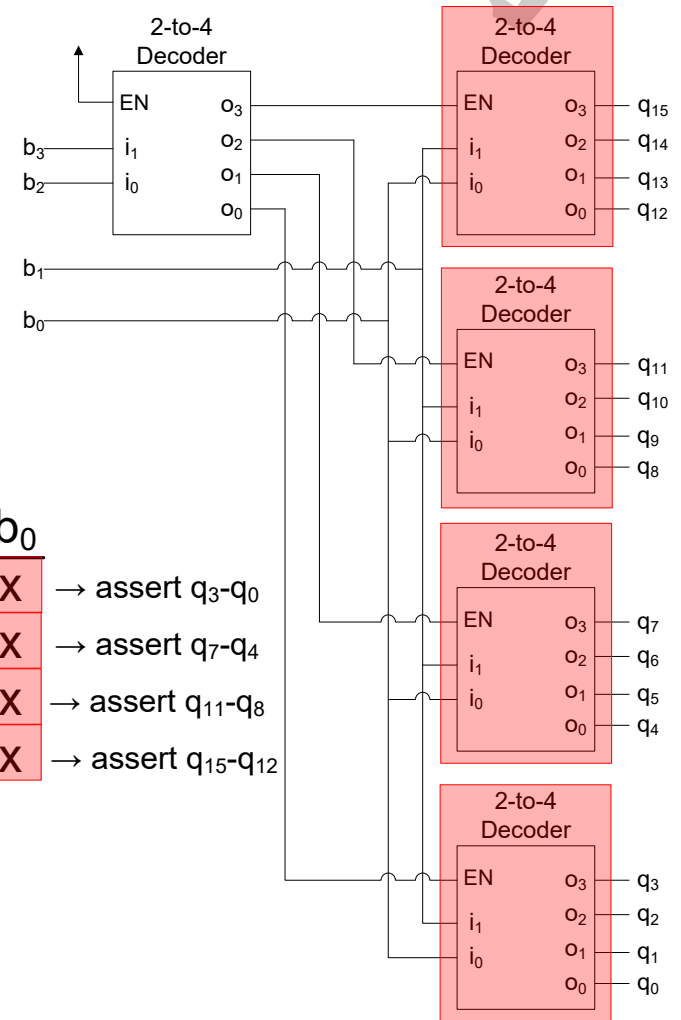 2-to-4
Decoder
EN
i₁
i₀
o₃
o₂
o₁
o₀
b₃
b₂
b₁
b₀
2-to-4
Decoder
EN
i₁
i₀
o₃
o₂
o₁
o₀
q₁₅
q₁₄
q₁₃
q₁₂
2-to-4
Decoder
EN
i₁
i₀
o₃
o₂
o₁
o₀
q₁₁
q₁₀
q₉
q₈
b₀
X → assert q₃-q₀
X → assert q₇-q₄
X → assert q₁₁-q₈
X → assert q₁₅-q₁₂
2-to-4
Decoder
EN
i₁
i₀
o₃
o₂
o₁
o₀
q₇
q₆
q₅
q₄
2-to-4
Decoder
EN
i₁
i₀
o₃
o₂
o₁
o₀
q₃
q₂
q₁
q₀